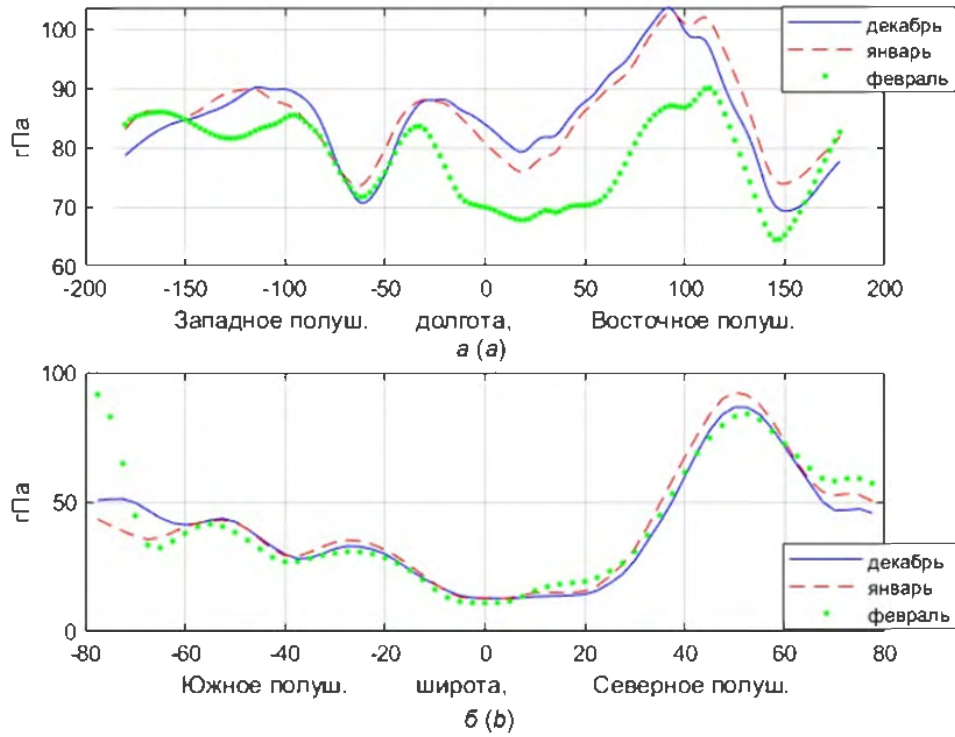 100
90
80
70
60
гПа
декабрь
январь
февраль
-200 -150 -100 -50 0 50 100 150 200
Западное полуш. долгота, Восточное полуш.
а (a)
100
50
0
гПа
декабрь
январь
февраль
-80 -60 -40 -20 0 20 40 60 80
Южное полуш. широта, Северное полуш.
б (b)